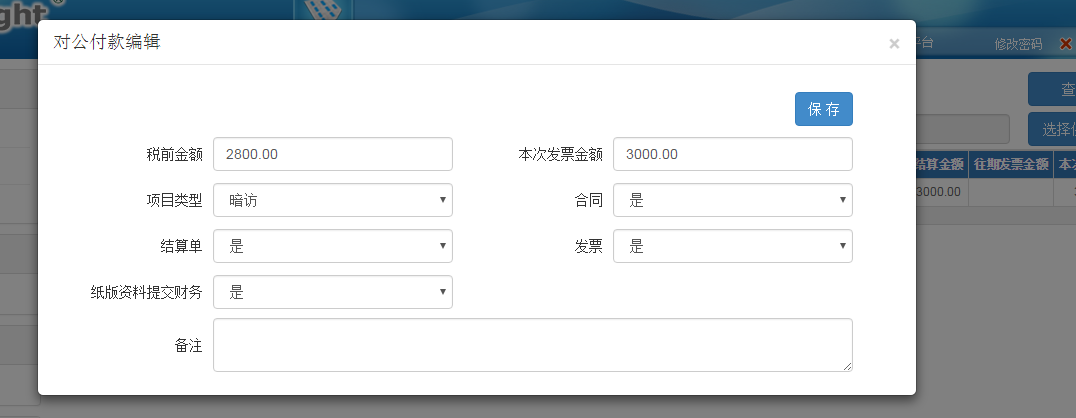 ght®
对公付款编辑
×
平台
修改密码
保 存
查
税前金额 2800.00 本次发票金额 3000.00
选择
项目类型 暗访 合同 是
结算金额 往期发票金额 本次
3000.00
结算单 是 发票 是
纸版资料提交财务 是
备注